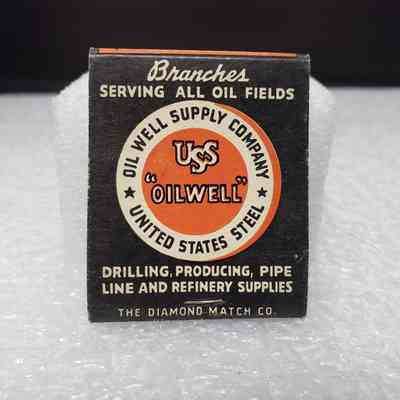 Branches
SERVING ALL OIL FIELDS
OIL WELL SUPPLY COMPANY
USS
"OILWELL"
★ UNITED STATES STEEL ★
DRILLING, PRODUCING, PIPE
LINE AND REFINERY SUPPLIES
THE DIAMOND MATCH CO.